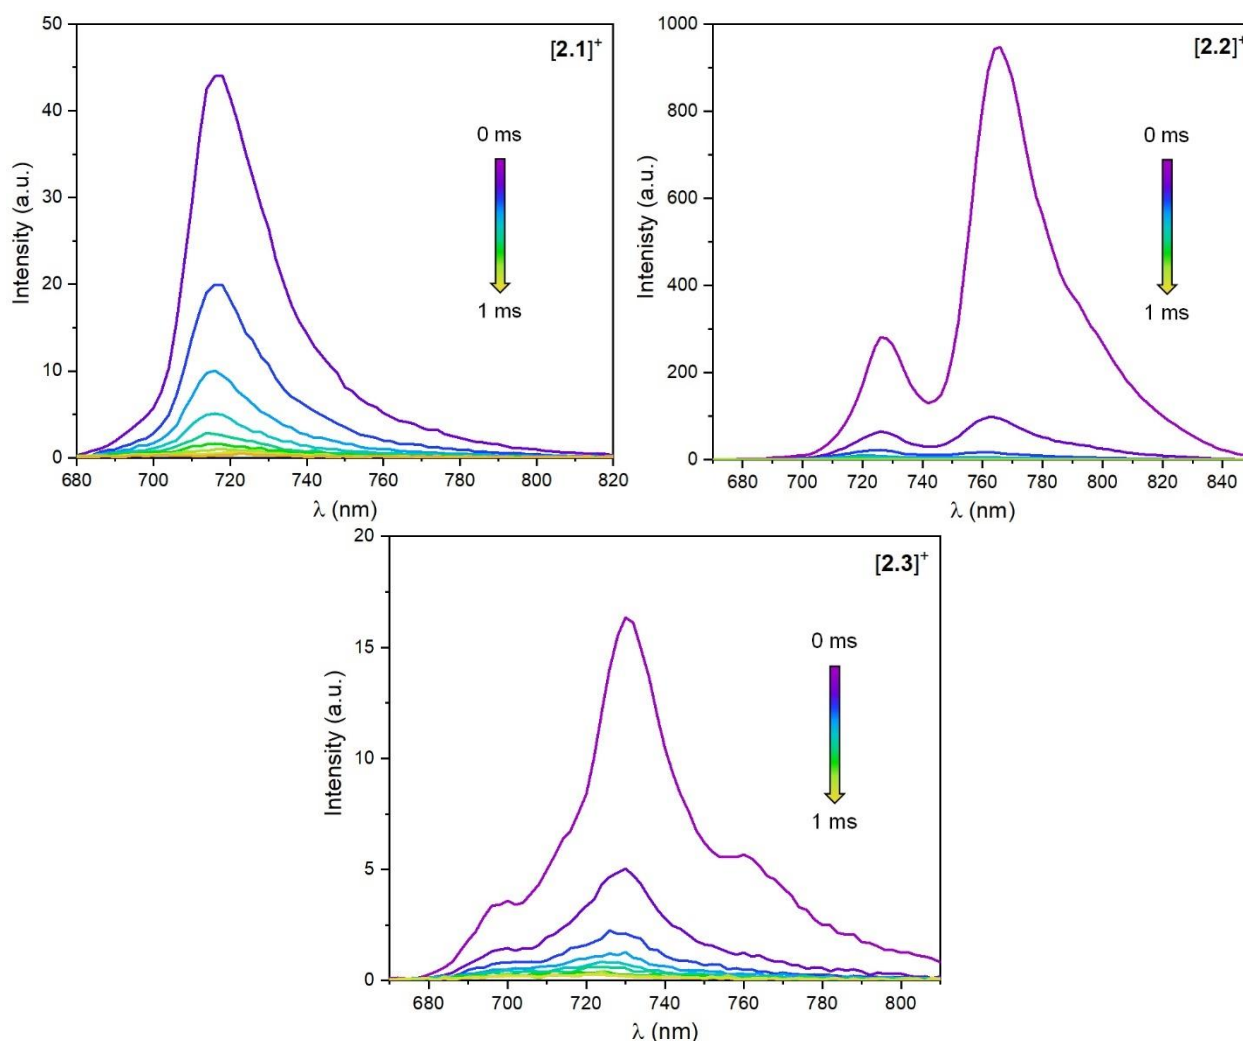 [2.1]+
50
40
30
20
10
0
Intensity (a.u.)
0 ms
1 ms
680 700 720 740 760 780 800 820
λ (nm)
[2.2]+
1000
800
600
400
200
0
Intenisty (a.u.)
0 ms
1 ms
680 700 720 740 760 780 800 820 840
λ (nm)
[2.3]+
20
15
10
5
0
Intensity (a.u.)
0 ms
1 ms
680 700 720 740 760 780 800
λ (nm)